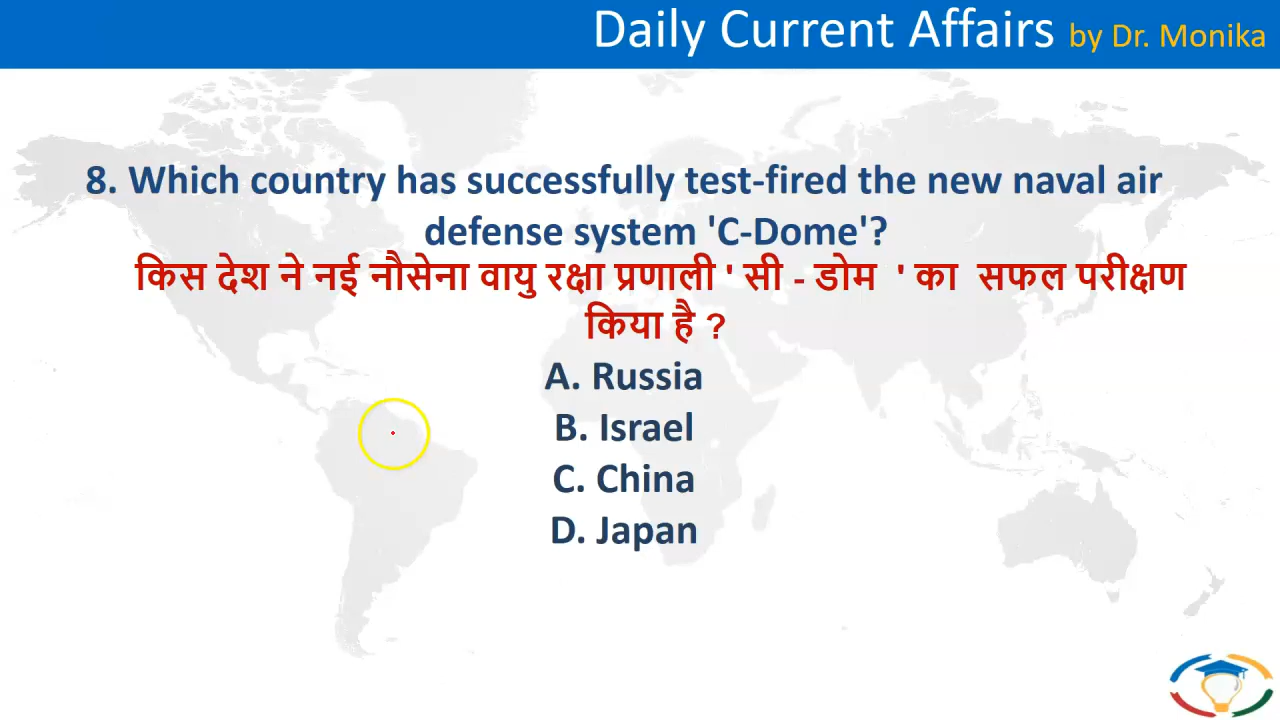 Daily Current Affairs by Dr. Monika
8. Which country has successfully test-fired the new naval air
defense system 'C-Dome'?
किस देश ने नई नौसेना वायु रक्षा प्रणाली ' सी - डोम ' का सफल परीक्षण
किया है ?
A. Russia
B. Israel
C. China
D. Japan